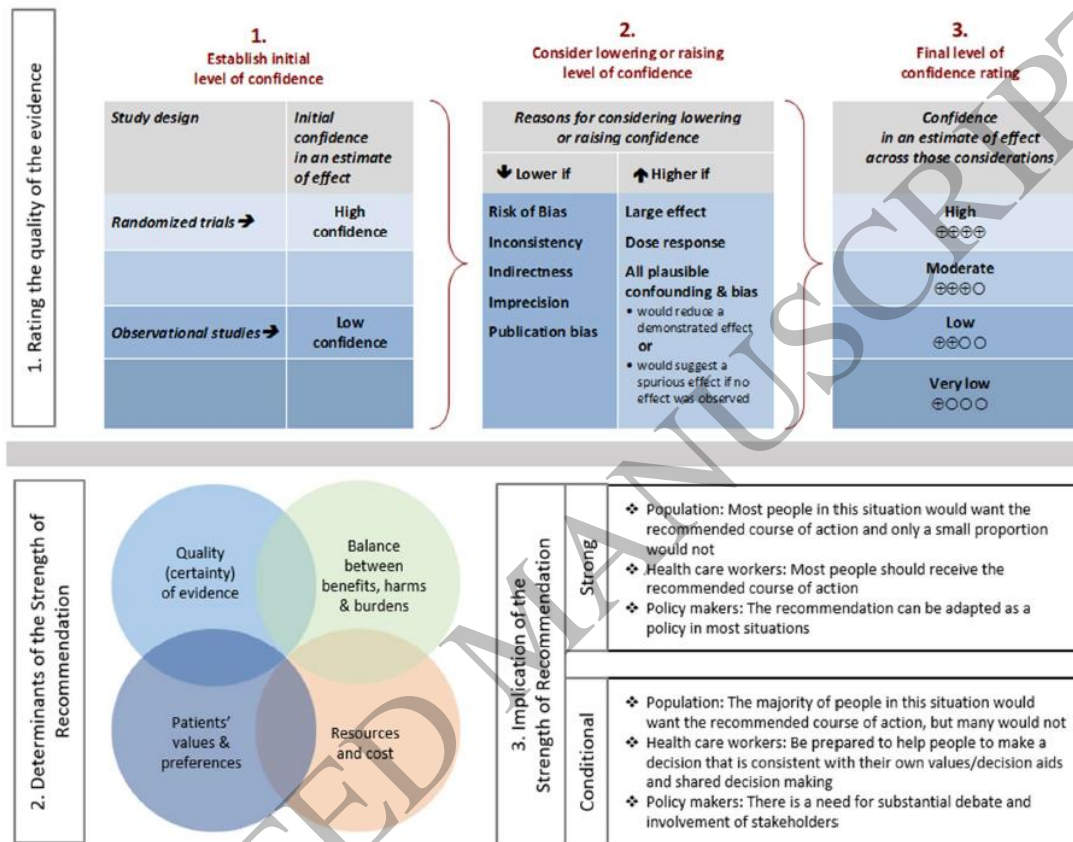 1. Rating the quality of the evidence
1.
Establish initial
level of confidence
Study design
Initial
confidence
in an estimate
of effect
Randomized trials ➔
High
confidence
Observational studies ➔
Low
confidence
2.
Consider lowering or raising
level of confidence
Reasons for considering lowering
or raising confidence
🡇 Lower if
🡅 Higher if
Risk of Bias
Inconsistency
Indirectness
Imprecision
Publication bias
Large effect
Dose response
All plausible
confounding & bias
• would reduce a
demonstrated effect
or
• would suggest a
spurious effect if no
effect was observed
3.
Final level of
confidence rating
Confidence
in an estimate of effect
across those considerations
High
⊕⊕⊕⊕
Moderate
⊕⊕⊕○
Low
⊕⊕○○
Very low
⊕○○○
2. Determinants of the Strength of
Recommendation
Quality
(certainty)
of evidence
Balance
between
benefits, harms
& burdens
Patients'
values &
preferences
Resources
and cost
3. Implication of the
Strength of Recommendation
Strong
❖ Population: Most people in this situation would want the
recommended course of action and only a small proportion
would not
❖ Health care workers: Most people should receive the
recommended course of action
❖ Policy makers: The recommendation can be adapted as a
policy in most situations
Conditional
❖ Population: The majority of people in this situation would
want the recommended course of action, but many would not
❖ Health care workers: Be prepared to help people to make a
decision that is consistent with their own values/decision aids
and shared decision making
❖ Policy makers: There is a need for substantial debate and
involvement of stakeholders
TED MANUSCRIPT